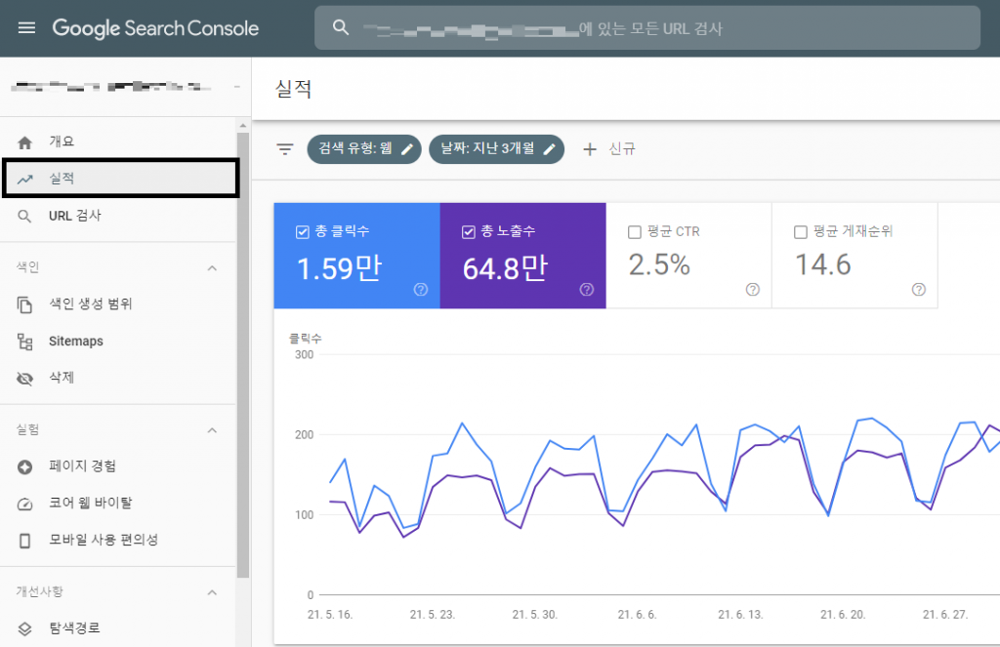 Google Search Console
에 있는 모든 URL 검사
실적
개요
실적
URL 검사
색인
색인 생성 범위
Sitemaps
삭제
실험
페이지 경험
코어 웹 바이탈
모바일 사용 편의성
개선사항
탐색경로
검색 유형: 웹
날짜: 지난 3개월
신규
총 클릭수
1.59만
총 노출수
64.8만
평균 CTR
2.5%
평균 게재순위
14.6
클릭수
300
200
100
0
21. 5. 16. 21. 5. 23. 21. 5. 30. 21. 6. 6. 21. 6. 13. 21. 6. 20. 21. 6. 27.